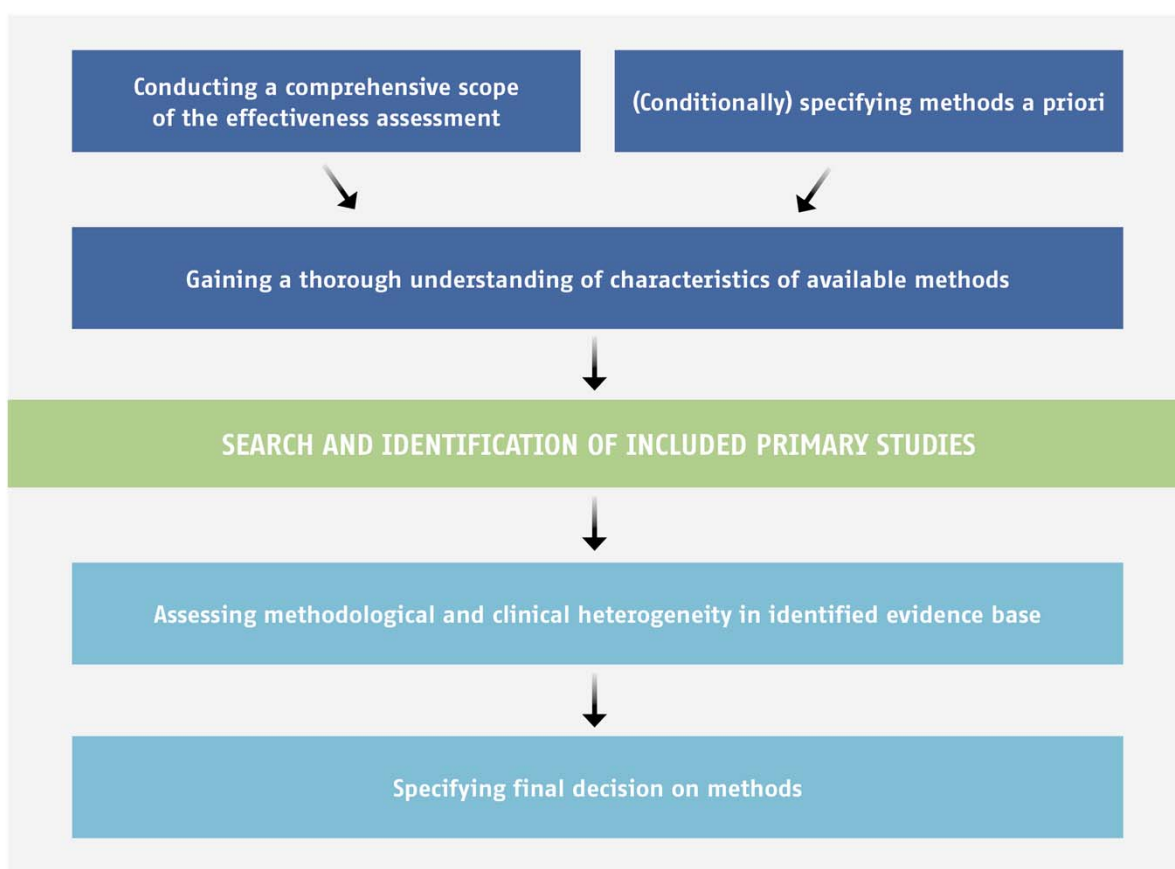 Conducting a comprehensive scope
of the effectiveness assessment
(Conditionally) specifying methods a priori
Gaining a thorough understanding of characteristics of available methods
SEARCH AND IDENTIFICATION OF INCLUDED PRIMARY STUDIES
Assessing methodological and clinical heterogeneity in identified evidence base
Specifying final decision on methods